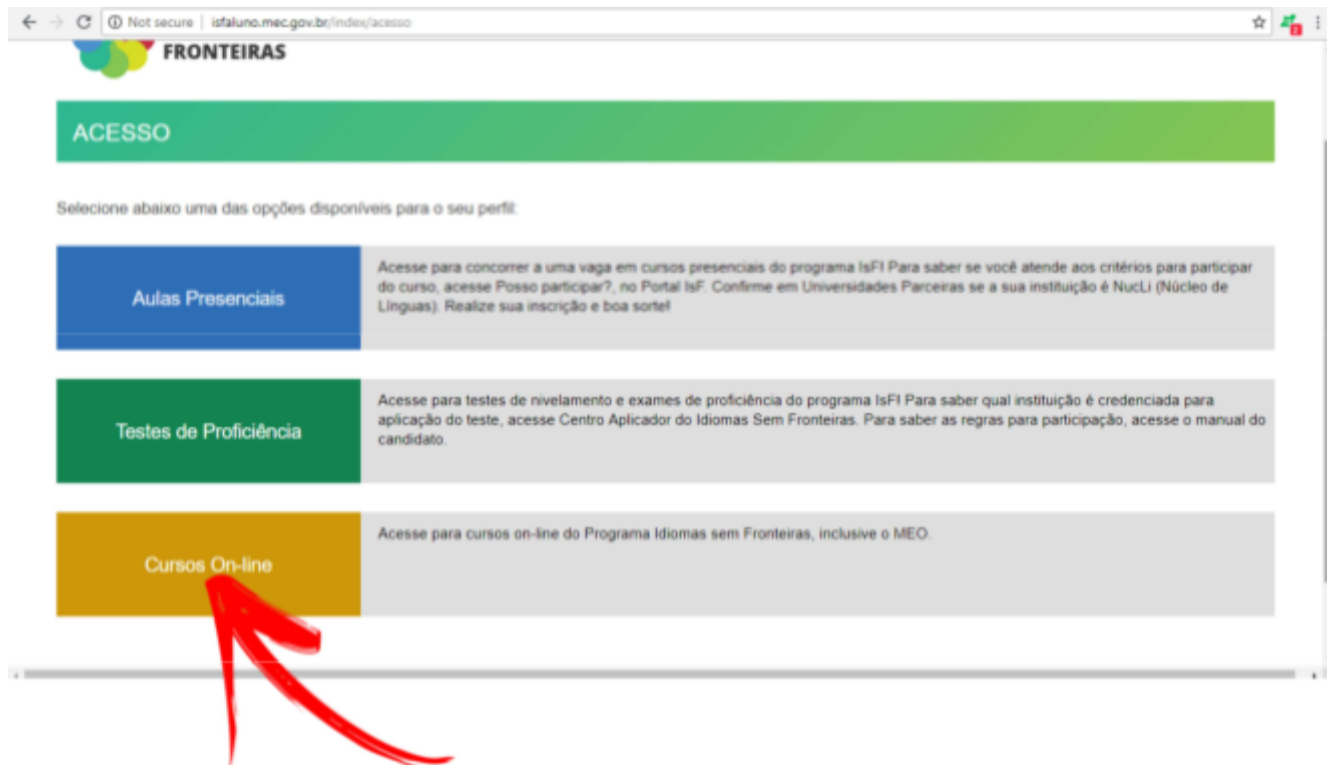 Not secure | isfaluno.mec.gov.br/index/acesso
2
FRONTEIRAS
ACESSO
Selecione abaixo uma das opções disponíveis para o seu perfil:
Aulas Presenciais
Acesse para concorrer a uma vaga em cursos presenciais do programa IsF! Para saber se você atende aos critérios para participar
do curso, acesse Posso participar?, no Portal IsF. Confirme em Universidades Parceiras se a sua instituição é NucLi (Núcleo de
Línguas). Realize sua inscrição e boa sorte!
Testes de Proficiência
Acesse para testes de nivelamento e exames de proficiência do programa IsF! Para saber qual instituição é credenciada para
aplicação do teste, acesse Centro Aplicador do Idiomas Sem Fronteiras. Para saber as regras para participação, acesse o manual do
candidato.
Cursos On-line
Acesse para cursos on-line do Programa Idiomas sem Fronteiras, inclusive o MEO.